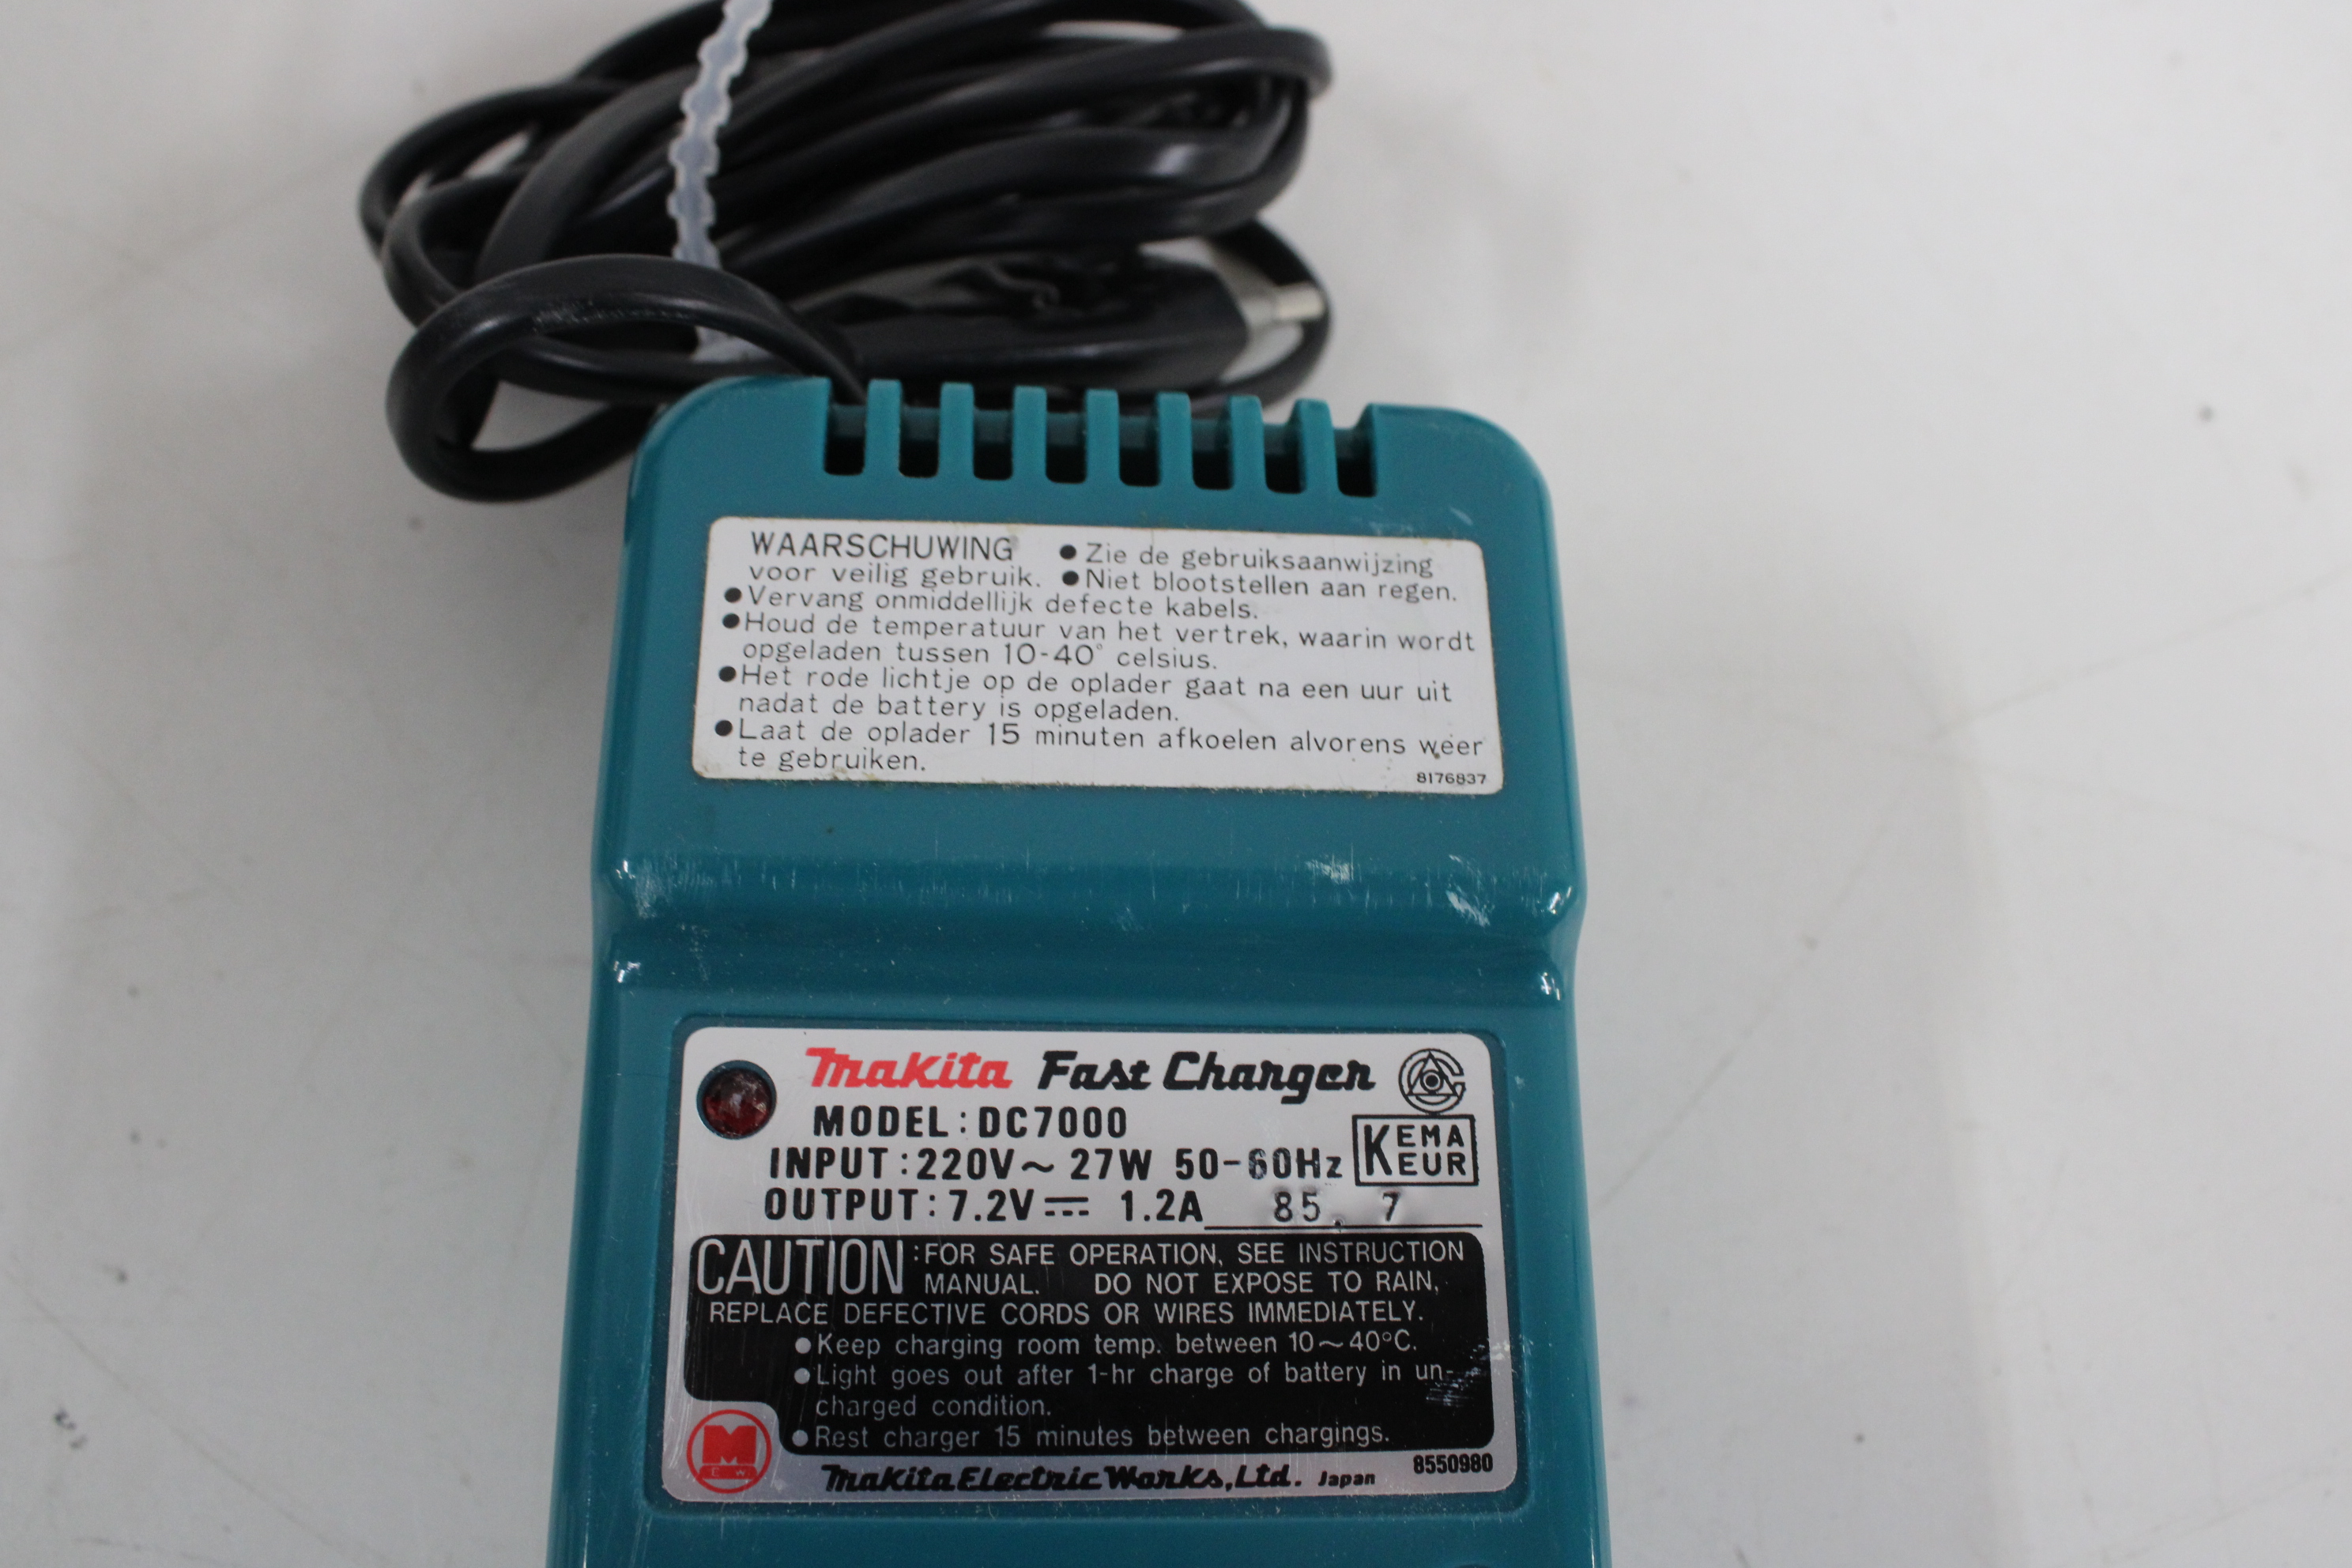 WAARSCHUWING ● Zie de gebruiksaanwijzing
voor veilig gebruik. ● Niet blootstellen aan regen.
● Vervang onmiddellijk defecte kabels.
● Houd de temperatuur van het vertrek, waarin wordt
opgeladen tussen 10-40° celsius.
● Het rode lichtje op de oplader gaat na een uur uit
nadat de battery is opgeladen.
● Laat de oplader 15 minuten afkoelen alvorens weer
te gebruiken.
8176837
Makita Fast Charger
MODEL : DC7000
KEMA KEUR
INPUT : 220V~ 27W 50-60Hz
OUTPUT : 7.2V⎓ 1.2A 85. 7
CAUTION : FOR SAFE OPERATION, SEE INSTRUCTION
MANUAL. DO NOT EXPOSE TO RAIN,
REPLACE DEFECTIVE CORDS OR WIRES IMMEDIATELY.
● Keep charging room temp. between 10~40°C.
● Light goes out after 1-hr charge of battery in un-
charged condition.
● Rest charger 15 minutes between chargings.
M
E W
Makita Electric Works, Ltd. Japan 8550980